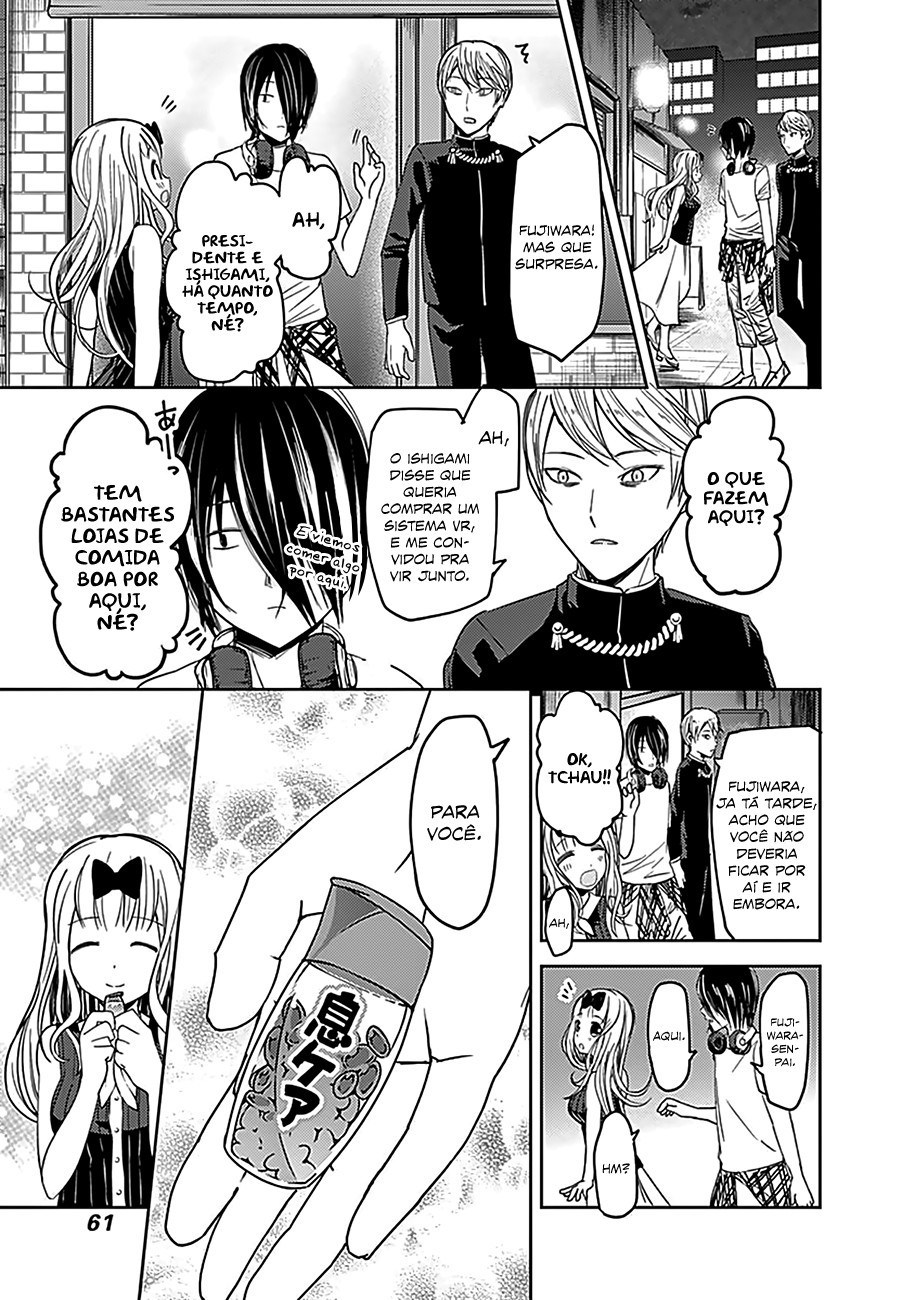 FUJIWARA!
MAS QUE
SURPRESA.
AH,
PRESI-
DENTE E
ISHIGAMI,
HÁ QUANTO
TEMPO,
NÉ?
O QUE
FAZEM
AQUI?
AH,
O ISHIGAMI
DISSE QUE
QUERIA
COMPRAR UM
SISTEMA VR,
E ME CON-
VIDOU PRA
VIR JUNTO.
E viemos
comer algo
por aqui.
あ、
TEM
BASTANTES
LOJAS DE
COMIDA
BOA POR
AQUI,
NÉ?
FUJIWARA,
JA TÁ TARDE,
ACHO QUE
VOCÊ NÃO
DEVERIA
FICAR POR
AÍ E IR
EMBORA.
OK,
TCHAU!!
AH,
FUJI-
WARA-
SEN-
PAI.
AQUI.
HM?
PARA
VOCÊ.
息ケア
61